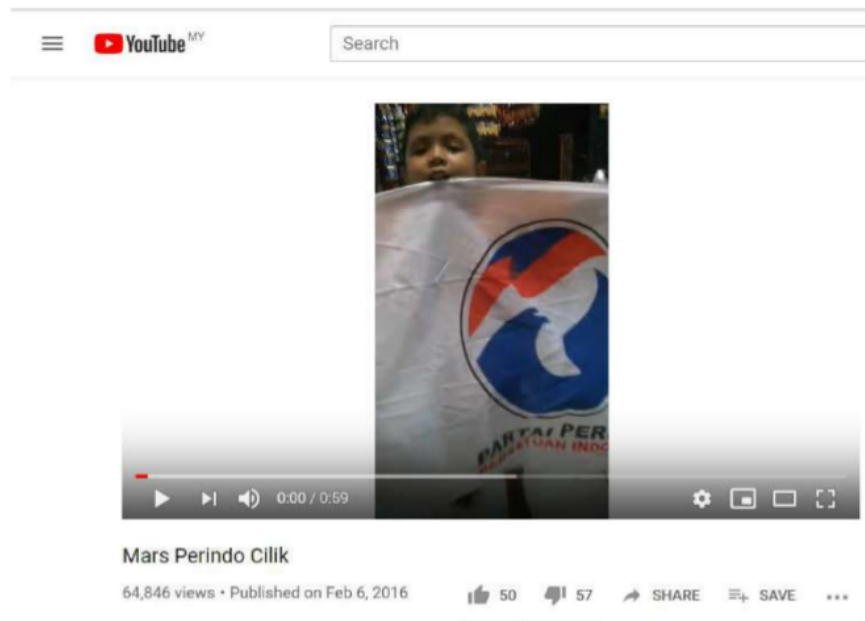 YouTube MY
Search
PARTAI PER
INDO
0:00 / 0:59
Mars Perindo Cilik
64,846 views • Published on Feb 6, 2016
50 57 SHARE SAVE